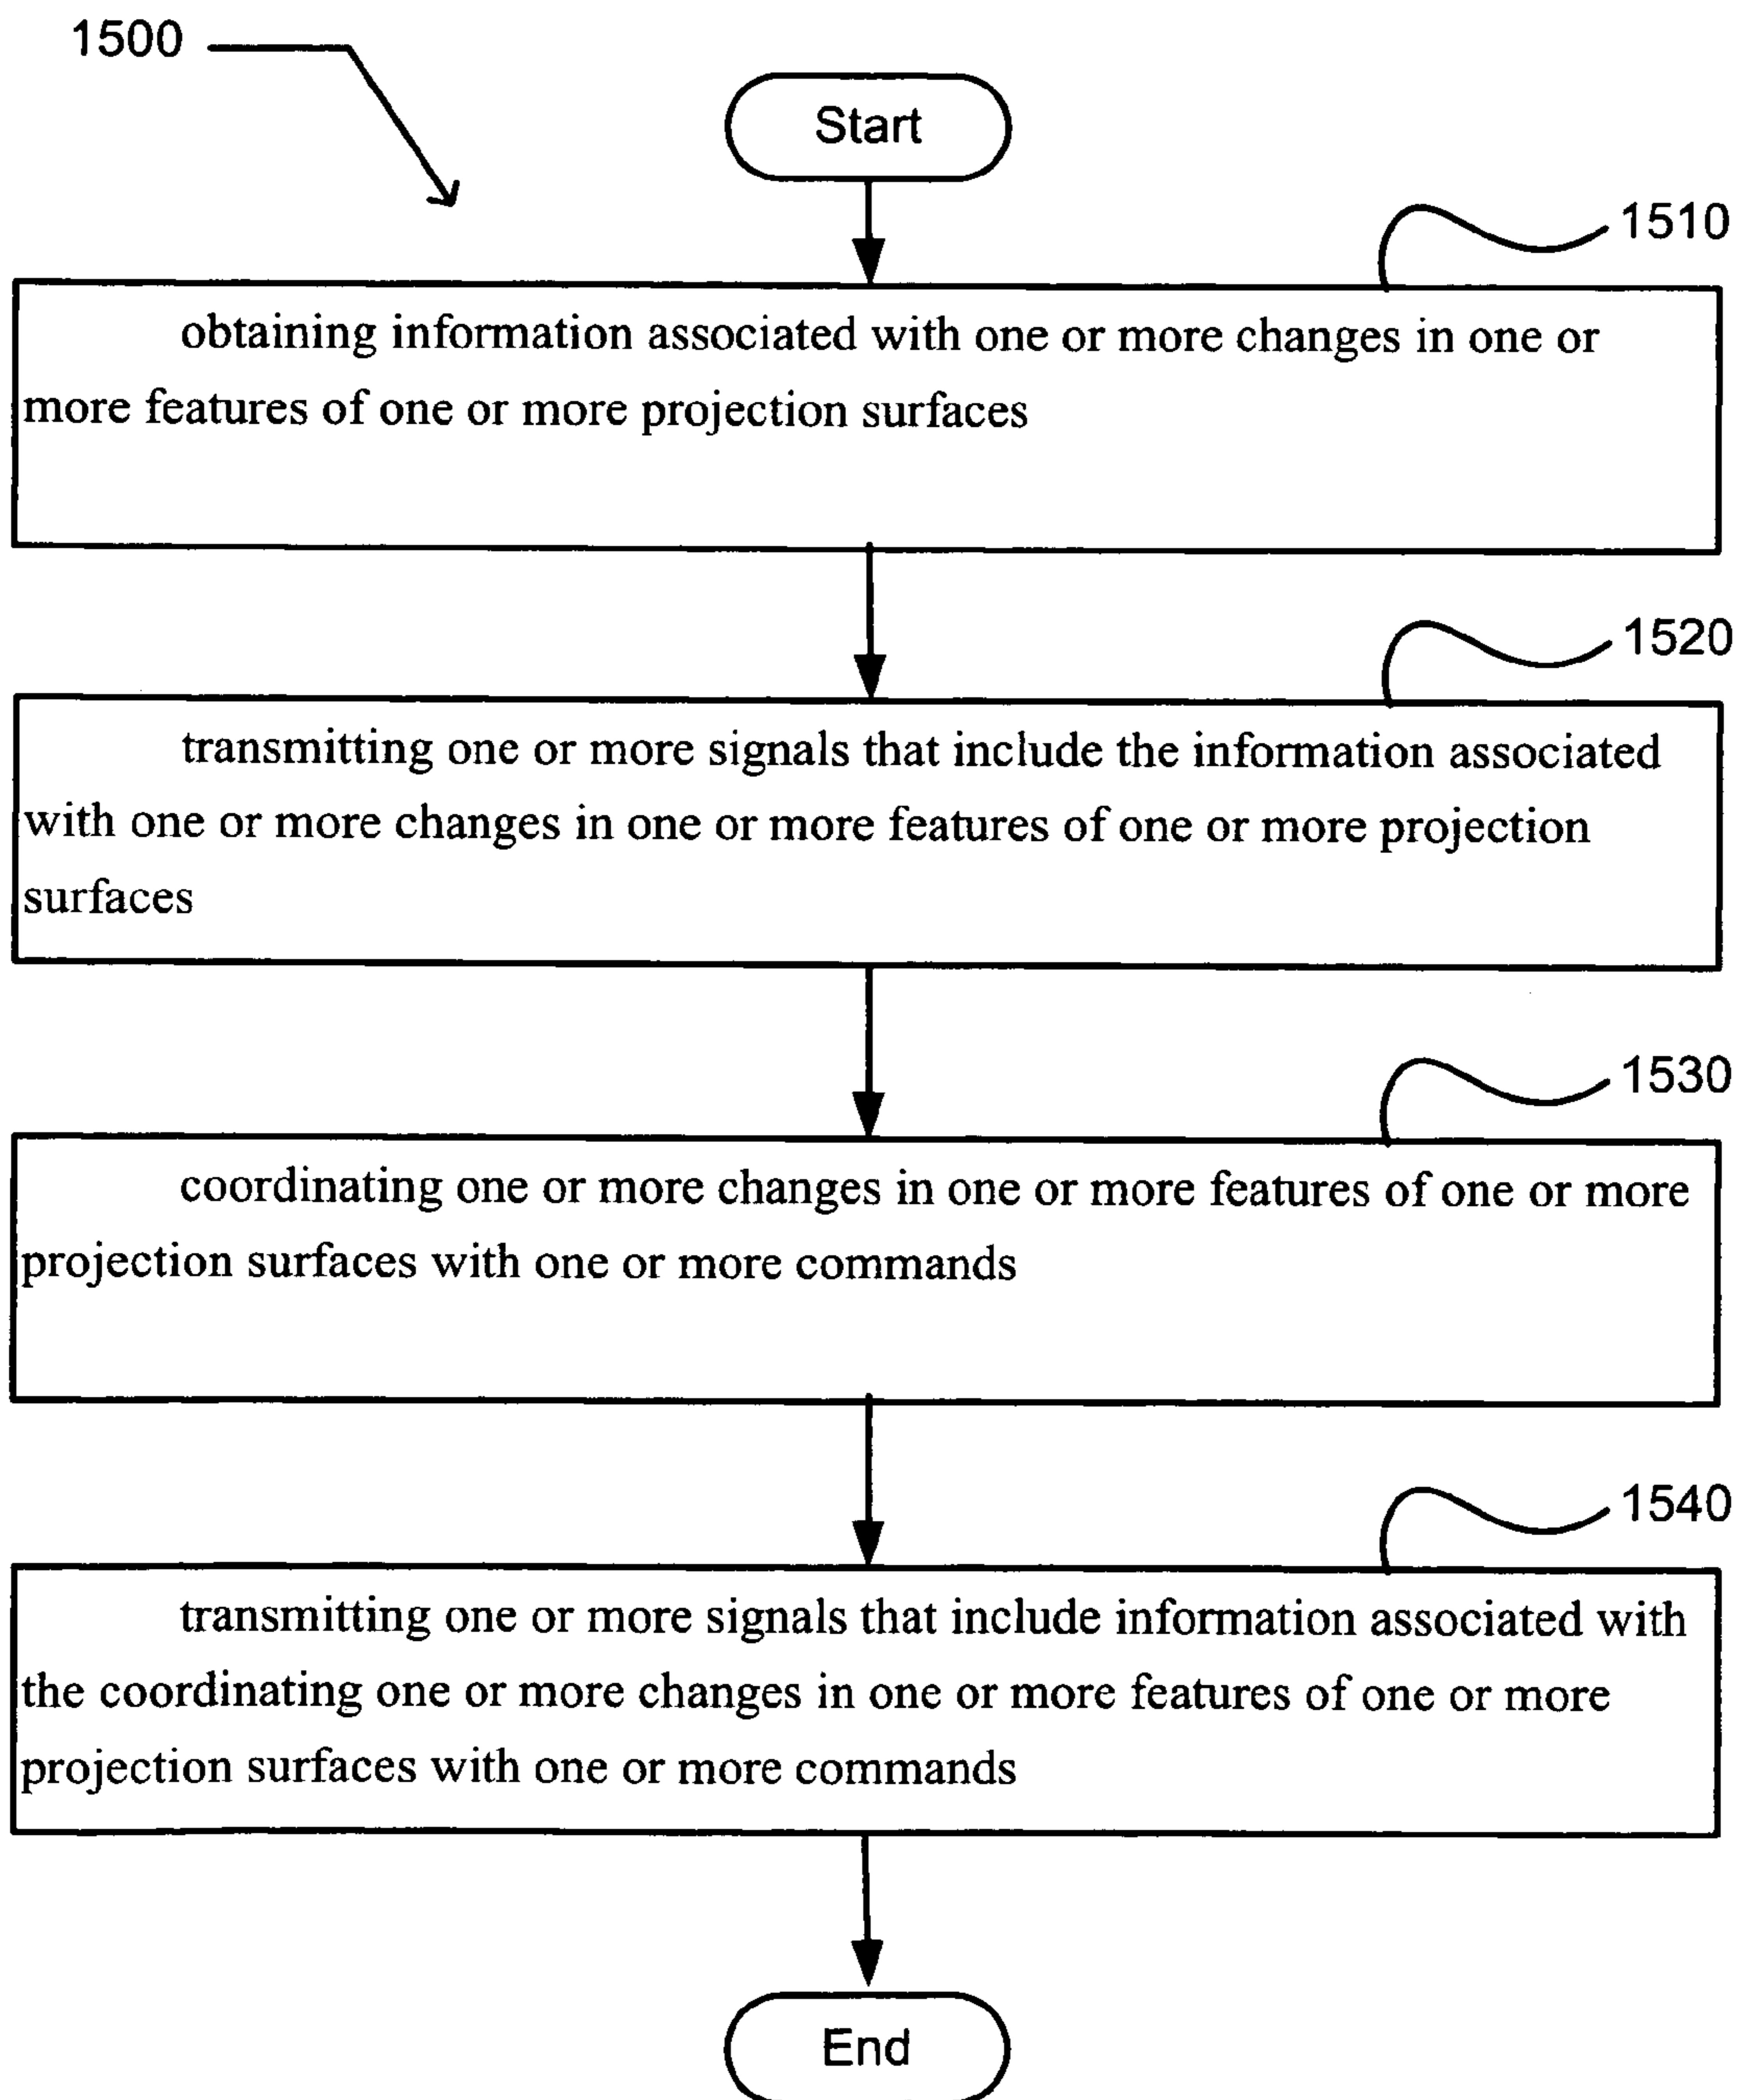 1500
Start
1510
obtaining information associated with one or more changes in one or
more features of one or more projection surfaces
1520
transmitting one or more signals that include the information associated
with one or more changes in one or more features of one or more projection
surfaces
1530
coordinating one or more changes in one or more features of one or more
projection surfaces with one or more commands
1540
transmitting one or more signals that include information associated with
the coordinating one or more changes in one or more features of one or more
projection surfaces with one or more commands
End